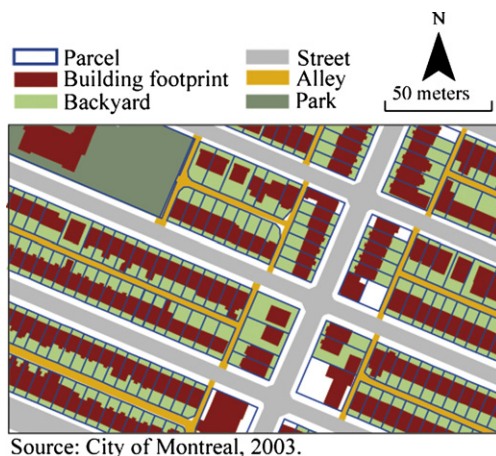 N
Parcel
Street
Building footprint
Alley
Backyard
Park
50 meters
Source: City of Montreal, 2003.